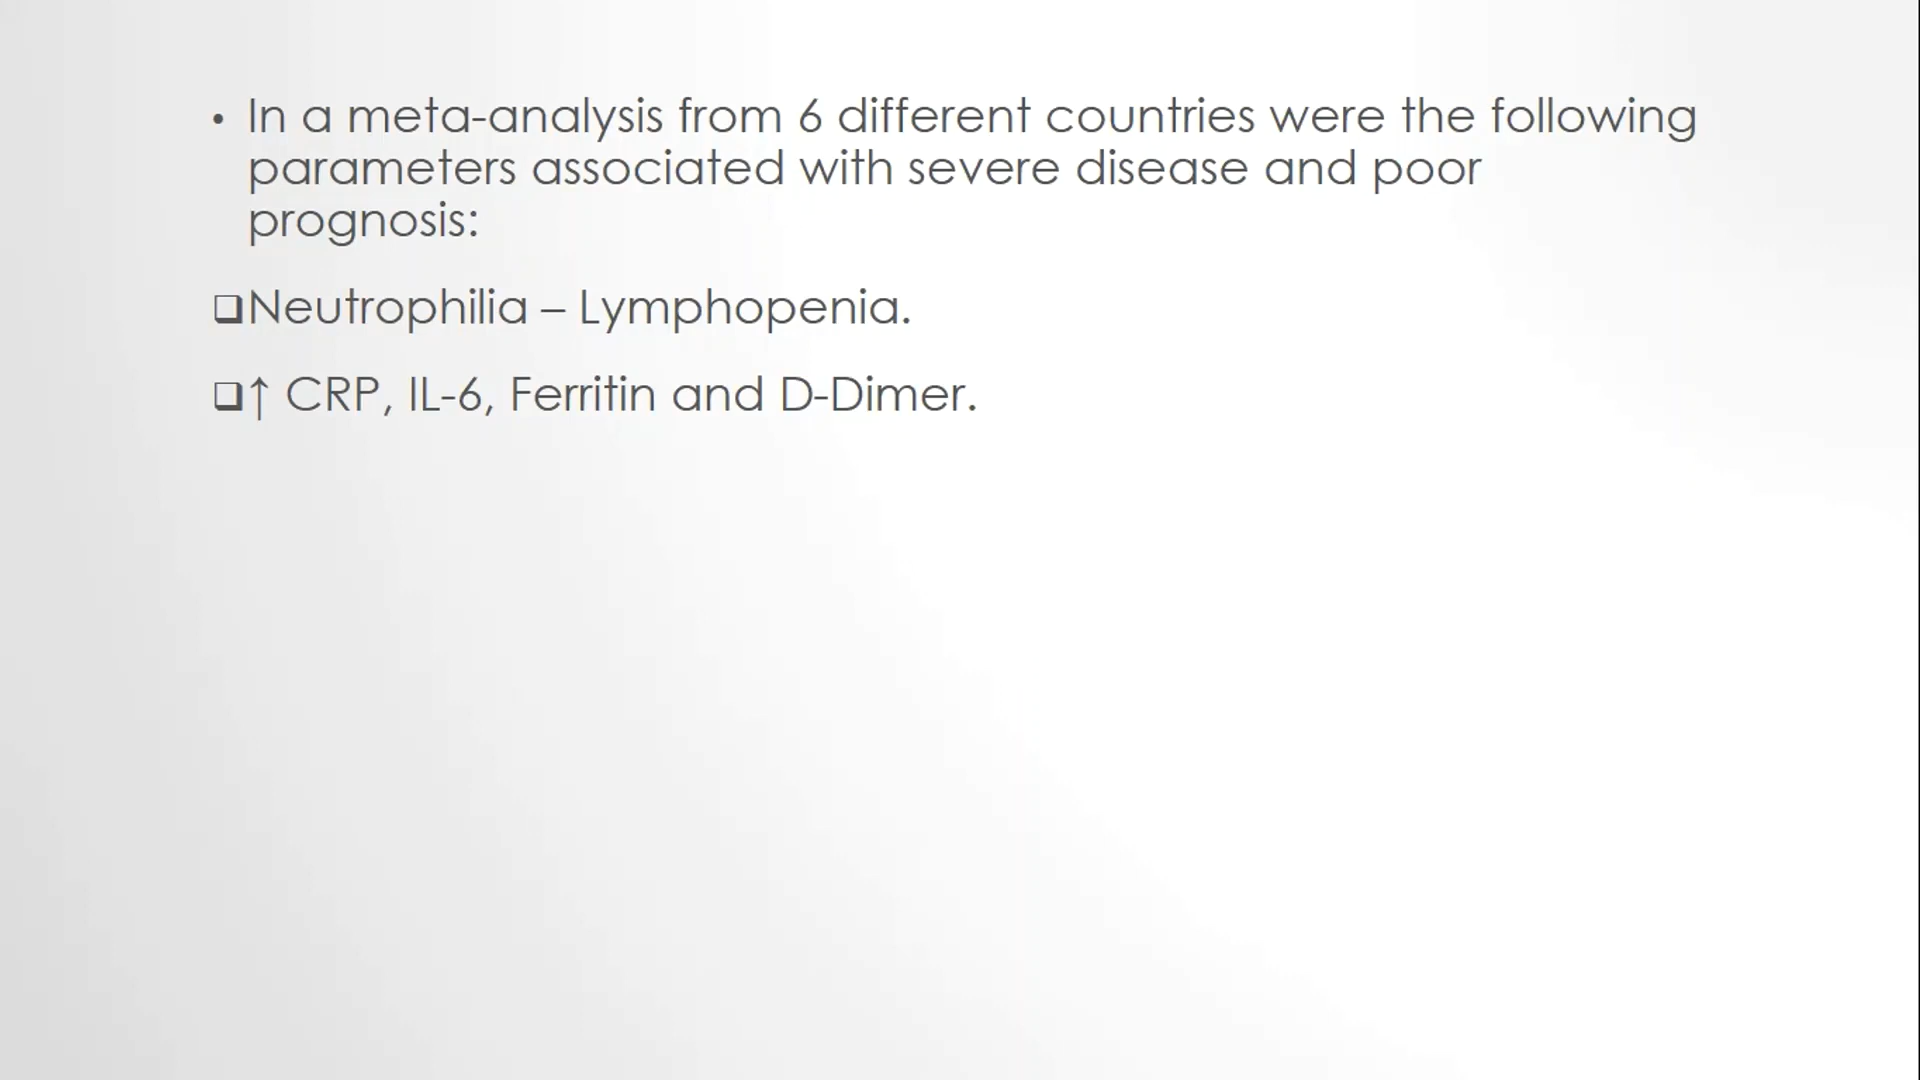 • In a meta-analysis from 6 different countries were the following
parameters associated with severe disease and poor
prognosis:
❑Neutrophilia – Lymphopenia.
❑↑ CRP, IL-6, Ferritin and D-Dimer.